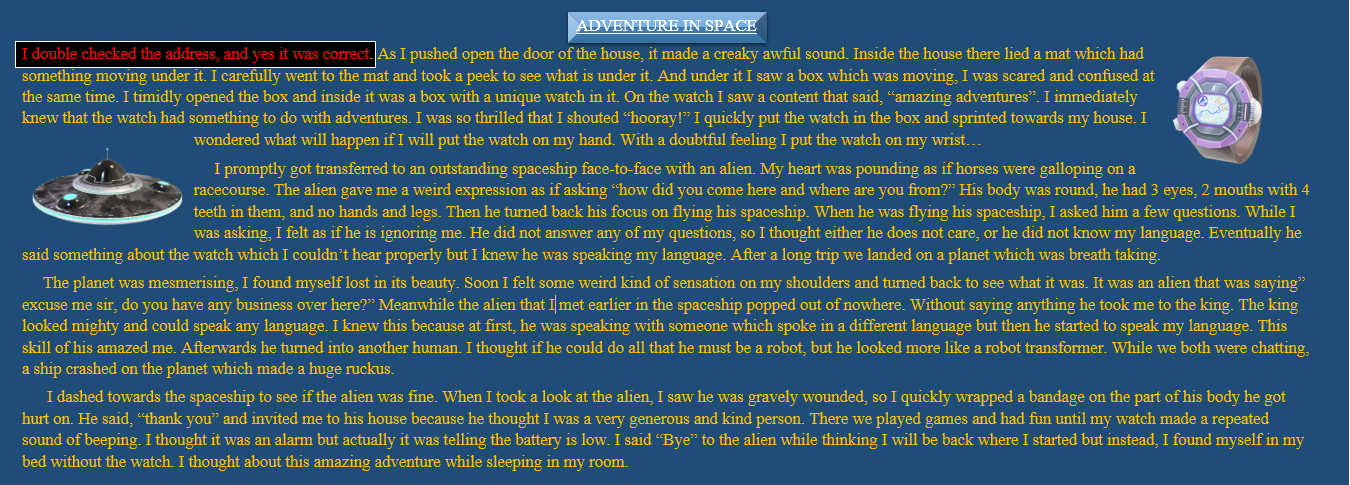 ADVENTURE IN SPACE
I double checked the address, and yes it was correct. As I pushed open the door of the house, it made a creaky awful sound. Inside the house there lied a mat which had
something moving under it. I carefully went to the mat and took a peek to see what is under it. And under it I saw a box which was moving, I was scared and confused at
the same time. I timidly opened the box and inside it was a box with a unique watch in it. On the watch I saw a content that said, “amazing adventures”. I immediately
knew that the watch had something to do with adventures. I was so thrilled that I shouted “hooray!” I quickly put the watch in the box and sprinted towards my house. I
wondered what will happen if I will put the watch on my hand. With a doubtful feeling I put the watch on my wrist…
I promptly got transferred to an outstanding spaceship face-to-face with an alien. My heart was pounding as if horses were galloping on a
racecourse. The alien gave me a weird expression as if asking “how did you come here and where are you from?” His body was round, he had 3 eyes, 2 mouths with 4
teeth in them, and no hands and legs. Then he turned back his focus on flying his spaceship. When he was flying his spaceship, I asked him a few questions. While I
was asking, I felt as if he is ignoring me. He did not answer any of my questions, so I thought either he does not care, or he did not know my language. Eventually he
said something about the watch which I couldn’t hear properly but I knew he was speaking my language. After a long trip we landed on a planet which was breath taking.
The planet was mesmerising, I found myself lost in its beauty. Soon I felt some weird kind of sensation on my shoulders and turned back to see what it was. It was an alien that was saying”
excuse me sir, do you have any business over here?” Meanwhile the alien that I met earlier in the spaceship popped out of nowhere. Without saying anything he took me to the king. The king
looked mighty and could speak any language. I knew this because at first, he was speaking with someone which spoke in a different language but then he started to speak my language. This
skill of his amazed me. Afterwards he turned into another human. I thought if he could do all that he must be a robot, but he looked more like a robot transformer. While we both were chatting,
a ship crashed on the planet which made a huge ruckus.
I dashed towards the spaceship to see if the alien was fine. When I took a look at the alien, I saw he was gravely wounded, so I quickly wrapped a bandage on the part of his body he got
hurt on. He said, “thank you” and invited me to his house because he thought I was a very generous and kind person. There we played games and had fun until my watch made a repeated
sound of beeping. I thought it was an alarm but actually it was telling the battery is low. I said “Bye” to the alien while thinking I will be back where I started but instead, I found myself in my
bed without the watch. I thought about this amazing adventure while sleeping in my room.